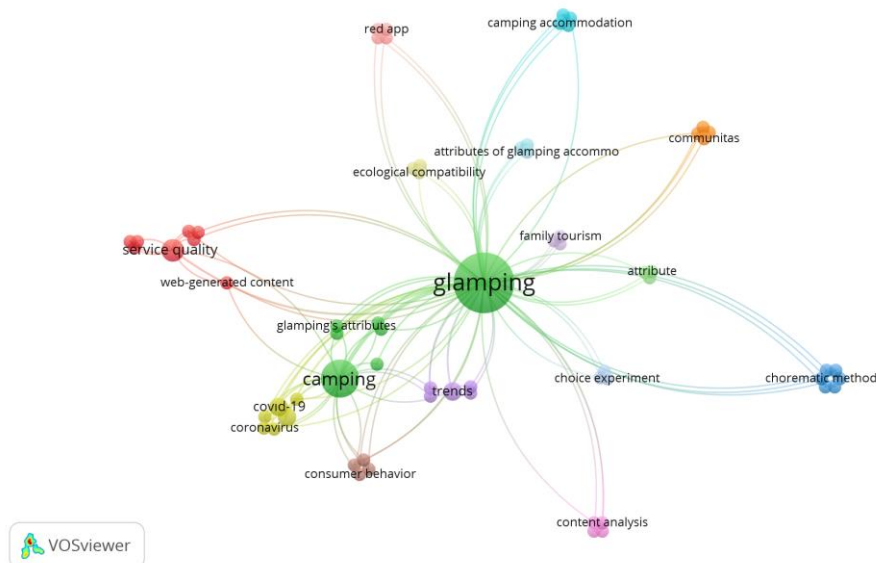 red app
camping accommodation
communitas
attributes of glamping accommo
ecological compatibility
family tourism
service quality
attribute
web-generated content
glamping
glamping's attributes
camping
choice experiment
chorematic method
trends
covid-19
coronavirus
consumer behavior
content analysis
VOSviewer